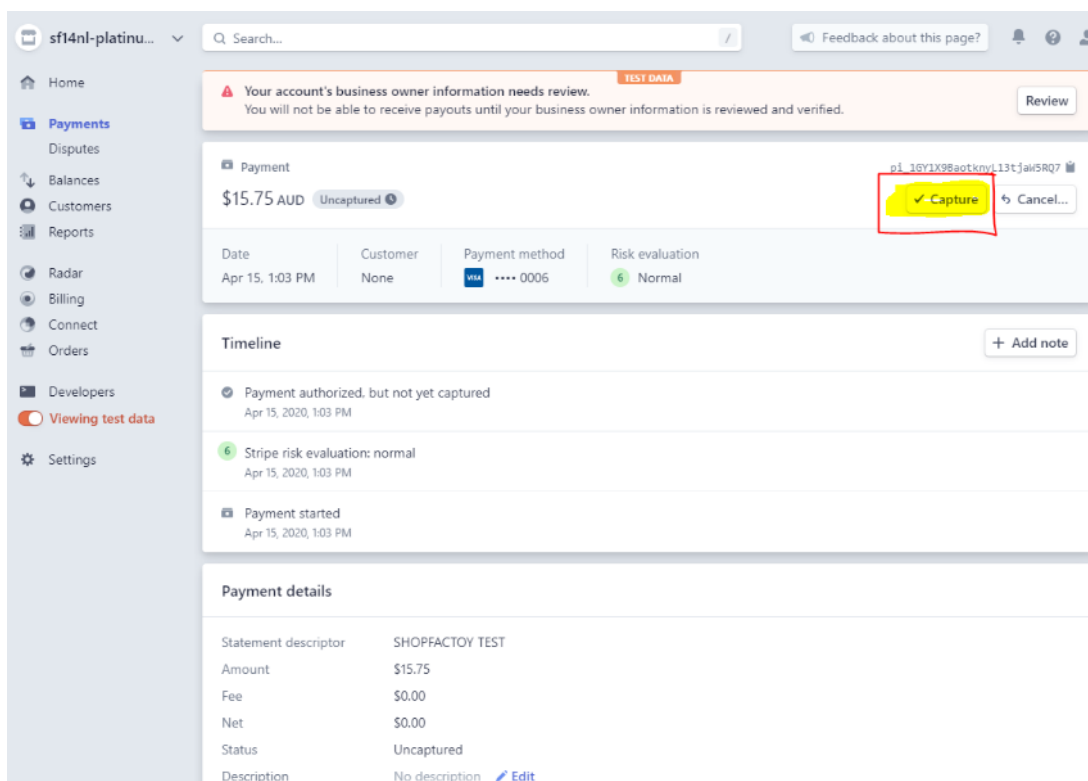 sf14nl-platinu...
Search...
/
Feedback about this page?
Home
Payments
Disputes
Balances
Customers
Reports
Radar
Billing
Connect
Orders
Developers
Viewing test data
Settings
TEST DATA
Your account's business owner information needs review.
You will not be able to receive payouts until your business owner information is reviewed and verified.
Review
Payment
pi_1GY1X9BaotknyL13tjaW5RQ7
$15.75 AUD Uncaptured
Capture
Cancel...
Date Customer Payment method Risk evaluation
Apr 15, 1:03 PM None VISA •••• 0006 6 Normal
Timeline
+ Add note
Payment authorized, but not yet captured
Apr 15, 2020, 1:03 PM
6 Stripe risk evaluation: normal
Apr 15, 2020, 1:03 PM
Payment started
Apr 15, 2020, 1:03 PM
Payment details
Statement descriptor SHOPFACTOY TEST
Amount $15.75
Fee $0.00
Net $0.00
Status Uncaptured
Description No description Edit